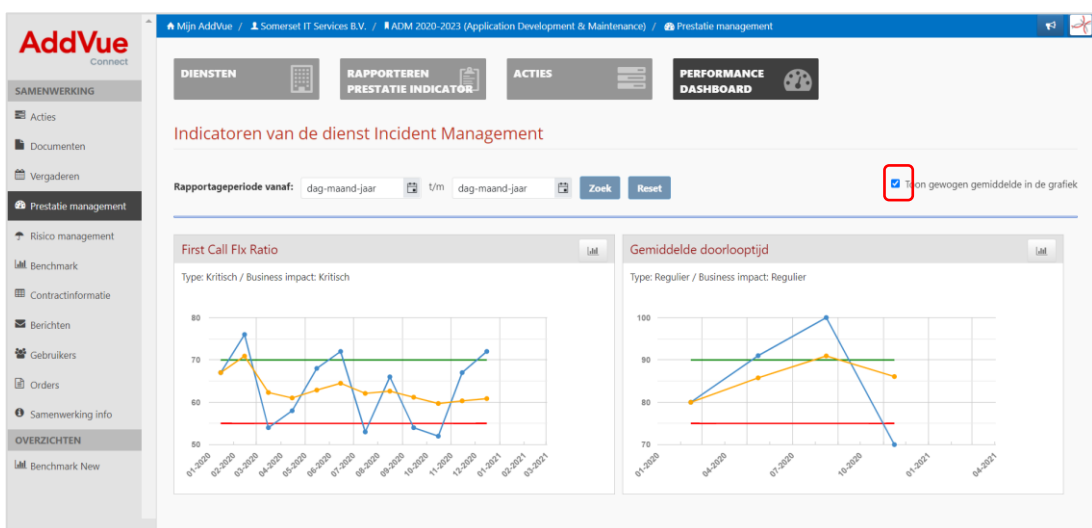 AddVue
Connect
SAMENWERKING
Acties
Documenten
Vergaderen
Prestatie management
Risico management
Benchmark
Contractinformatie
Berichten
Gebruikers
Orders
Samenwerking info
OVERZICHTEN
Benchmark New
Mijn AddVue / Somerset IT Services B.V. / ADM 2020-2023 (Application Development & Maintenance) / Prestatie management
DIENSTEN
RAPPORTEREN
PRESTATIE INDICATOR
ACTIES
PERFORMANCE
DASHBOARD
Indicatoren van de dienst Incident Management
Rapportageperiode vanaf: dag-maand-jaar t/m dag-maand-jaar Zoek Reset
Toon gewogen gemiddelde in de grafiek
First Call FIx Ratio
Type: Kritisch / Business impact: Kritisch
80
70
60
50
01-2020 02-2020 03-2020 04-2020 05-2020 06-2020 07-2020 08-2020 09-2020 10-2020 11-2020 12-2020 01-2021 02-2021 03-2021
Gemiddelde doorlooptijd
Type: Regulier / Business impact: Regulier
100
90
80
70
01-2020 04-2020 07-2020 10-2020 01-2021 04-2021